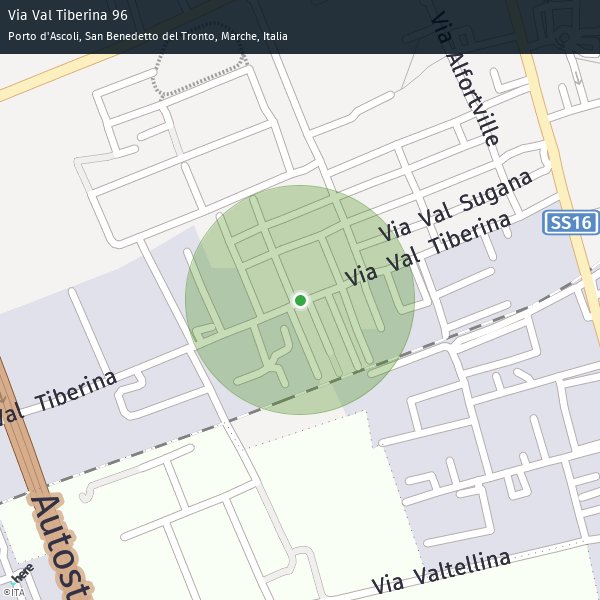 Via Val Tiberina 96
Porto d'Ascoli, San Benedetto del Tronto, Marche, Italia
Via Alfortville
Via Val Sugana
SS16
Via Val Tiberina
Val Tiberina
Autost
Via Valtellina
here
©ITA